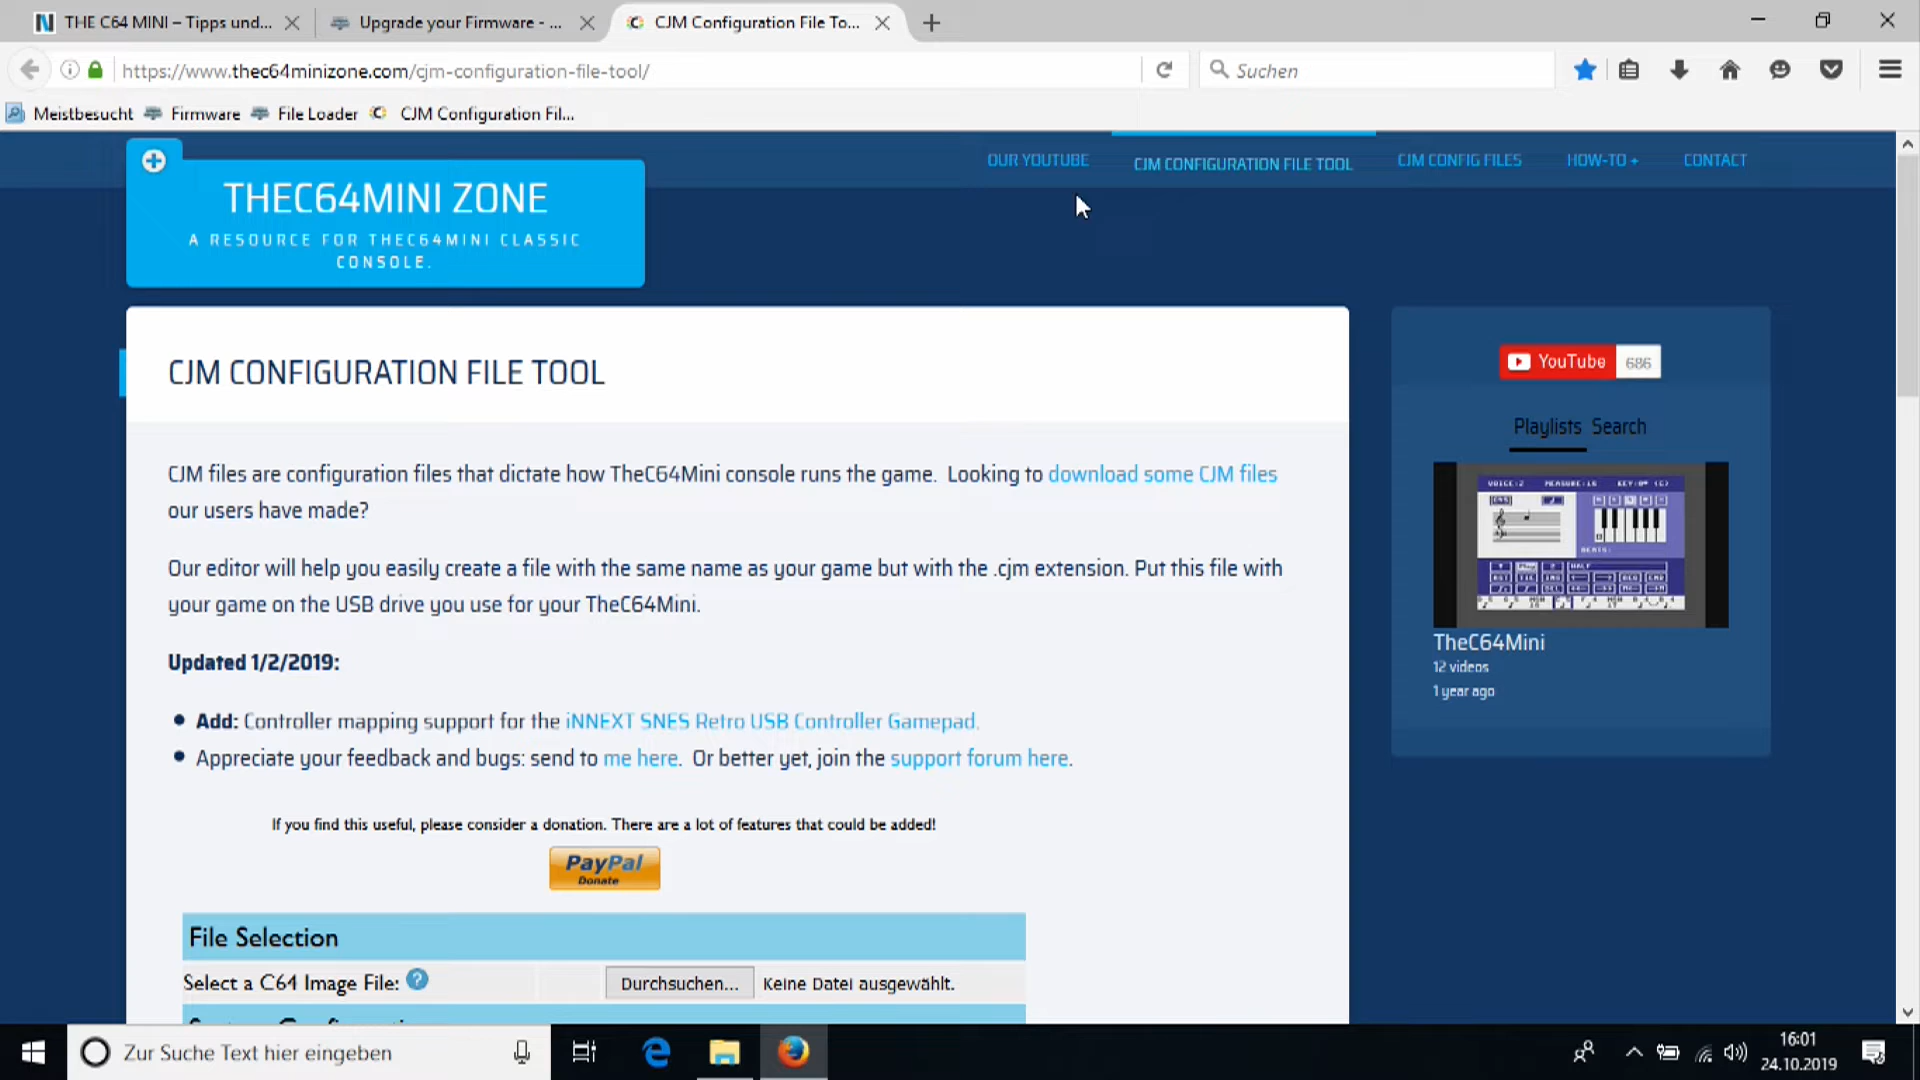 THE C64 MINI – Tipps und...
Upgrade your Firmware - ...
CJM Configuration File To...
https://www.thec64minizone.com/cjm-configuration-file-tool/
Suchen
Meistbesucht
Firmware
File Loader
CJM Configuration Fil...
THEC64MINI ZONE
A RESOURCE FOR THEC64MINI CLASSIC
CONSOLE.
OUR YOUTUBE
CJM CONFIGURATION FILE TOOL
CJM CONFIG FILES
HOW-TO +
CONTACT
CJM CONFIGURATION FILE TOOL
CJM files are configuration files that dictate how TheC64Mini console runs the game. Looking to download some CJM files
our users have made?
Our editor will help you easily create a file with the same name as your game but with the .cjm extension. Put this file with
your game on the USB drive you use for your TheC64Mini.
Updated 1/2/2019:
Add: Controller mapping support for the iNNEXT SNES Retro USB Controller Gamepad.
Appreciate your feedback and bugs: send to me here. Or better yet, join the support forum here.
If you find this useful, please consider a donation. There are a lot of features that could be added!
PayPal
Donate
File Selection
Select a C64 Image File:
Durchsuchen...
Keine Datei ausgewählt.
YouTube
686
Playlists
Search
VOICE:2
TheC64Mini
12 videos
1 year ago
Zur Suche Text hier eingeben
16:01
24.10.2019